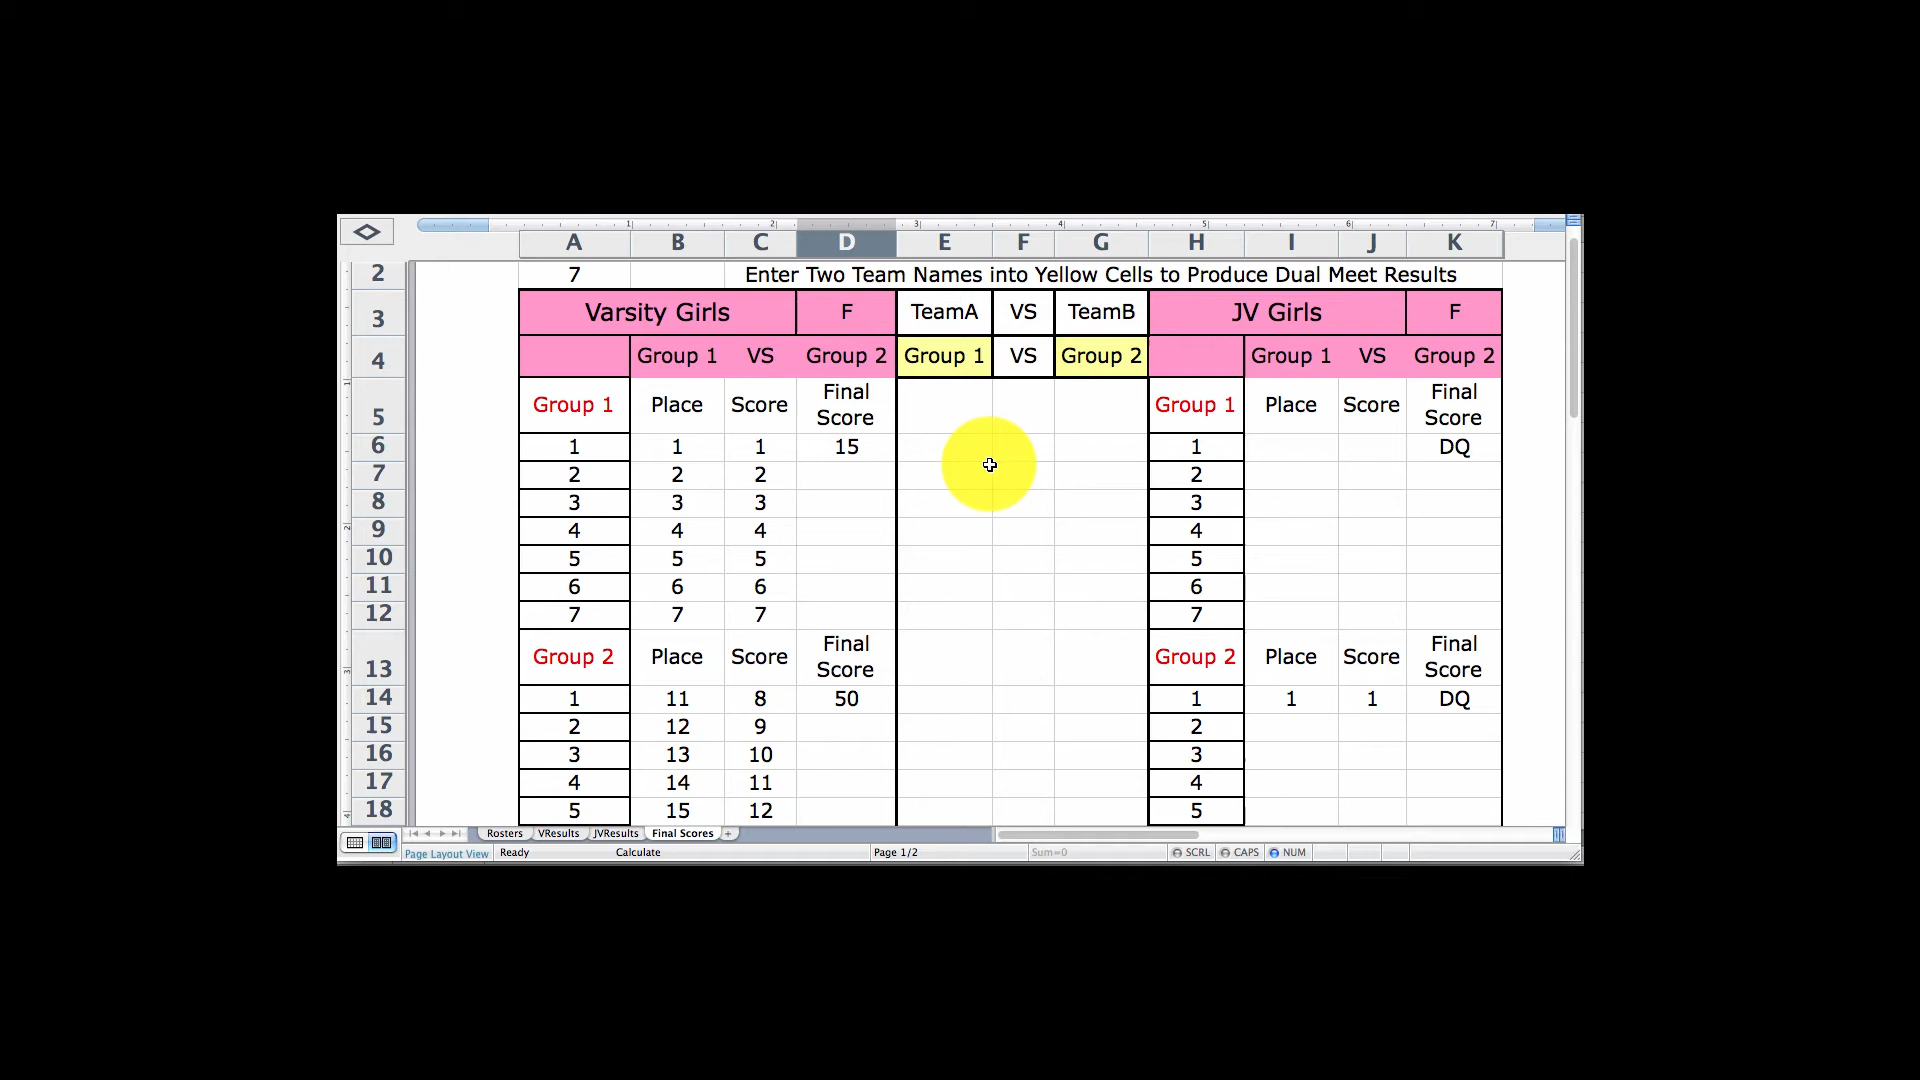 1 2 3 4 5 6 7
A B C D E F G H I J K
2 7 Enter Two Team Names into Yellow Cells to Produce Dual Meet Results
3 Varsity Girls F TeamA VS TeamB JV Girls F
4 Group 1 VS Group 2 Group 1 VS Group 2 Group 1 VS Group 2
5 Group 1 Place Score Final Score Group 1 Place Score Final Score
6 1 1 1 15 1 DQ
7 2 2 2 2
8 3 3 3 3
9 4 4 4 4
10 5 5 5 5
11 6 6 6 6
12 7 7 7 7
13 Group 2 Place Score Final Score Group 2 Place Score Final Score
14 1 11 8 50 1 1 1 DQ
15 2 12 9 2
16 3 13 10 3
17 4 14 11 4
18 5 15 12 5
Rosters VResults JVResults Final Scores +
Page Layout View Ready Calculate Page 1/2 Sum=0 SCRL CAPS NUM